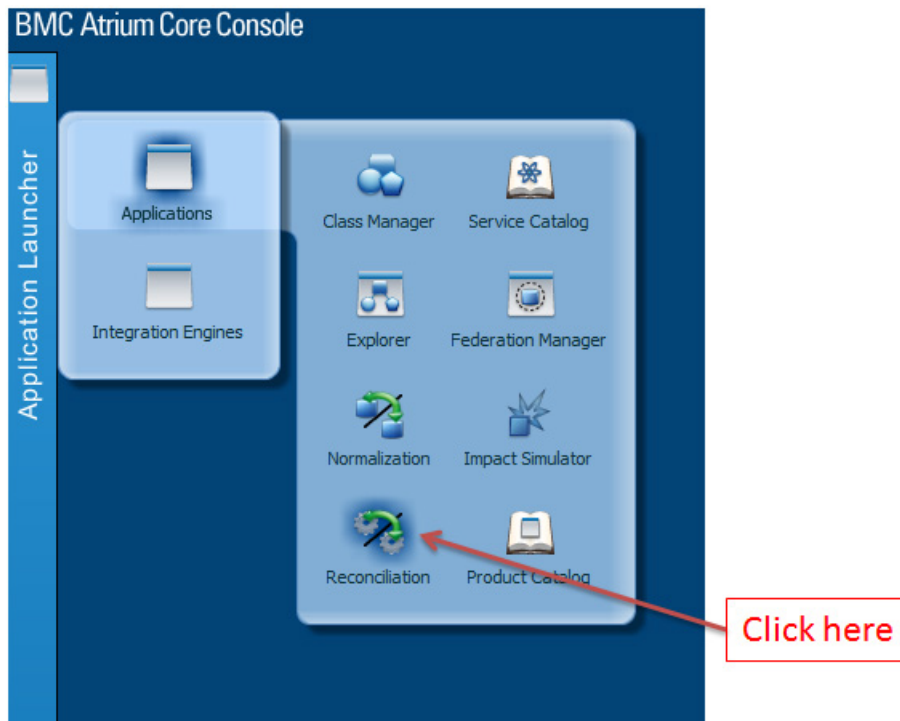 BMC Atrium Core Console
Application Launcher
Applications
Integration Engines
Class Manager
Service Catalog
Explorer
Federation Manager
Normalization
Impact Simulator
Reconciliation
Product Catalog
Click here